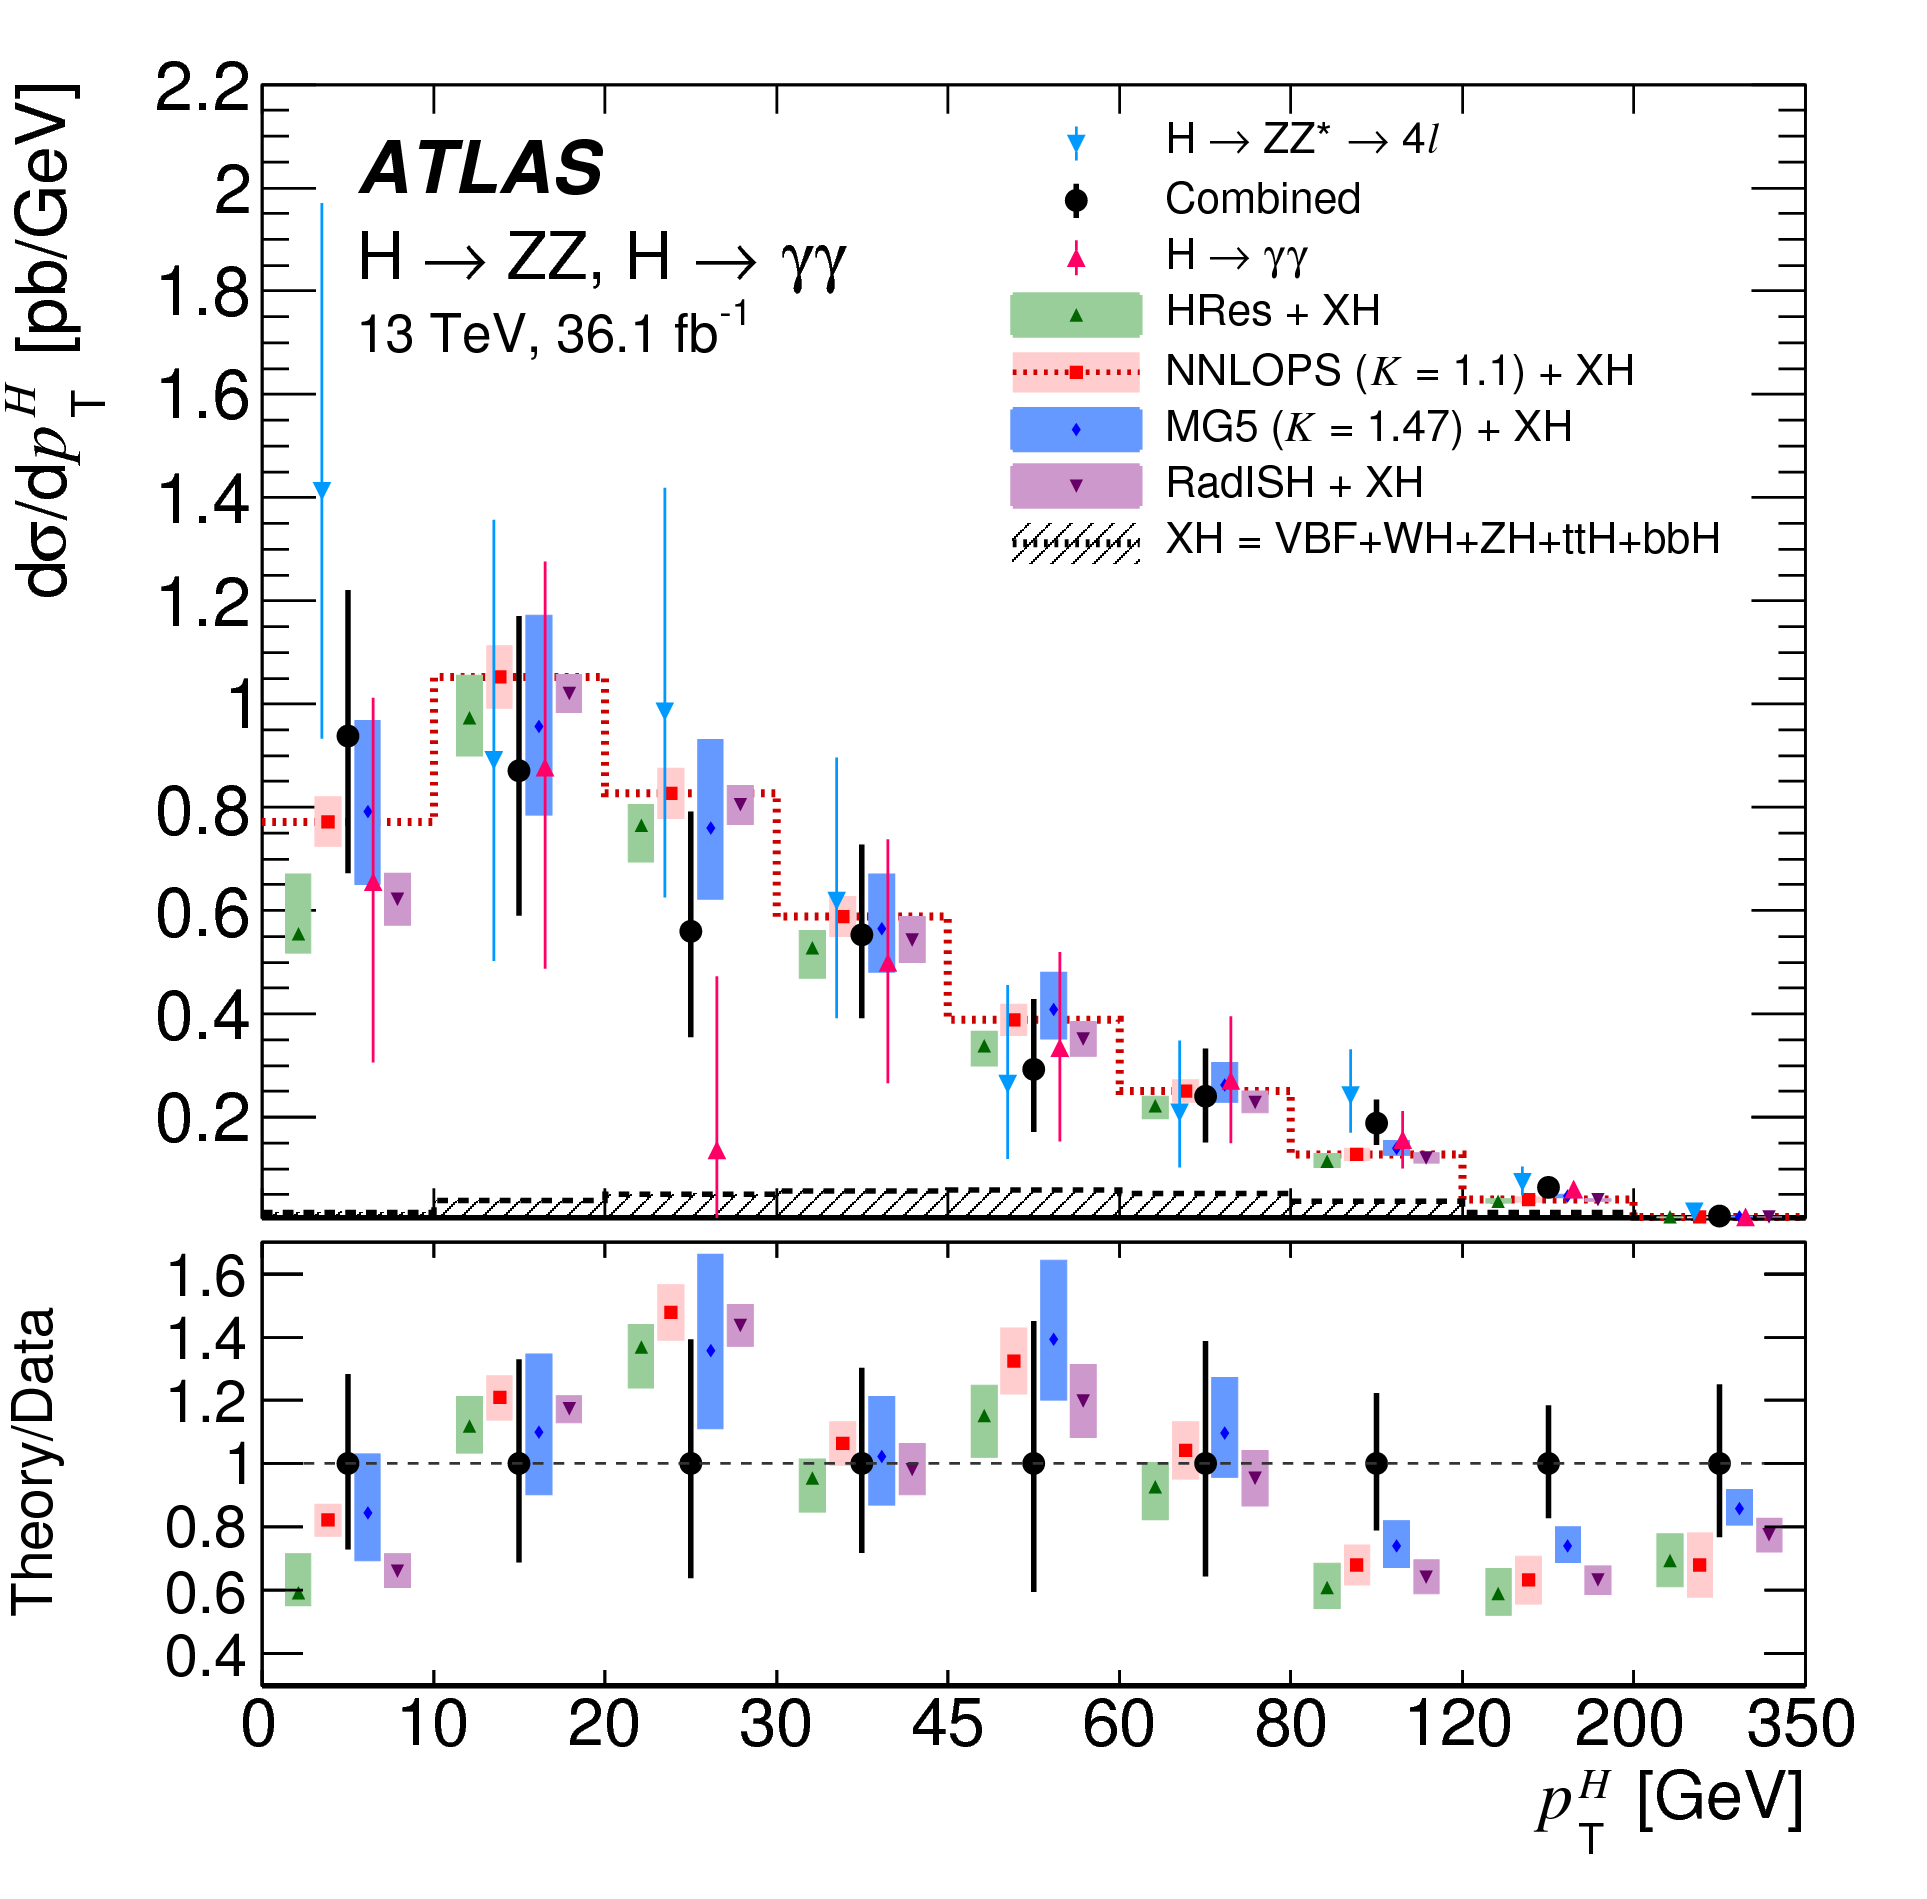 dσ/dp_T^H [pb/GeV]
2.2
2
1.8
1.6
1.4
1.2
1
0.8
0.6
0.4
0.2
ATLAS
H → ZZ, H → γγ
13 TeV, 36.1 fb⁻¹
H → ZZ* → 4l
Combined
H → γγ
HRes + XH
NNLOPS (K = 1.1) + XH
MG5 (K = 1.47) + XH
RadISH + XH
XH = VBF+WH+ZH+ttH+bbH
Theory/Data
1.6
1.4
1.2
1
0.8
0.6
0.4
0 10 20 30 45 60 80 120 200 350
p_T^H [GeV]